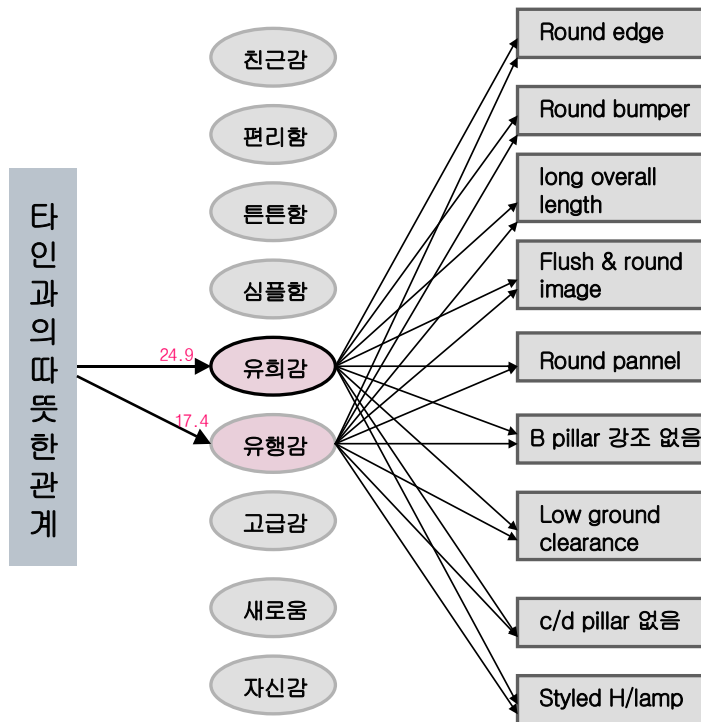 타인과의따뜻한관계
24.9
17.4
친근감
편리함
튼튼함
심플함
유희감
유행감
고급감
새로움
자신감
Round edge
Round bumper
long overall
length
Flush & round
image
Round pannel
B pillar 강조 없음
Low ground
clearance
c/d pillar 없음
Styled H/lamp